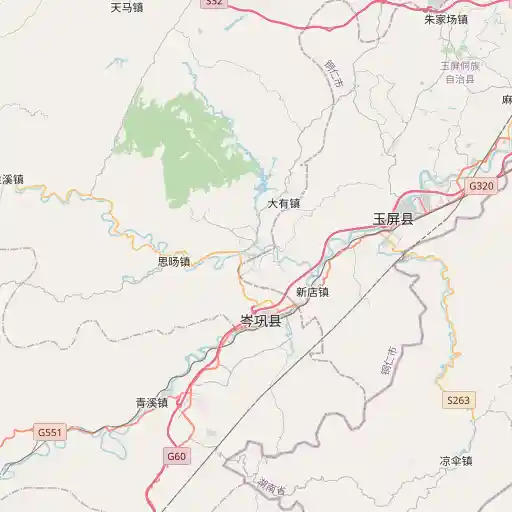 天马镇
S52
朱家场镇
铜仁市
玉屏侗族
自治县
溪镇
G320
大有镇
玉屏县
思旸镇
新店镇
岑巩县
铜仁市
青溪镇
S263
G551
G60
凉伞镇
湖南省